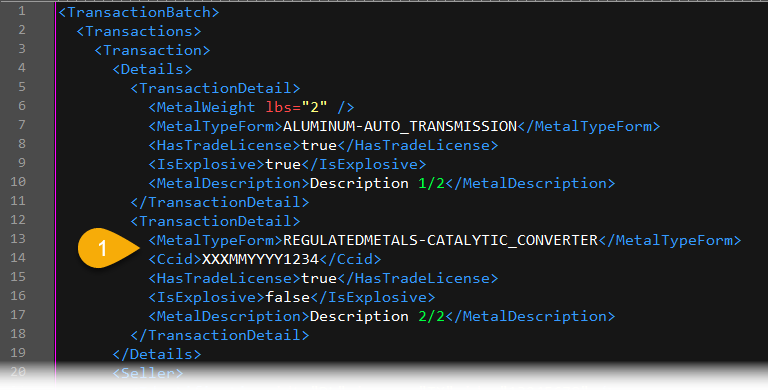 1 <TransactionBatch>
2 <Transactions>
3 <Transaction>
4 <Details>
5 <TransactionDetail>
6 <MetalWeight lbs="2" />
7 <MetalTypeForm>ALUMINUM-AUTO_TRANSMISSION</MetalTypeForm>
8 <HasTradeLicense>true</HasTradeLicense>
9 <IsExplosive>true</IsExplosive>
10 <MetalDescription>Description 1/2</MetalDescription>
11 </TransactionDetail>
12 <TransactionDetail>
1
13 <MetalTypeForm>REGULATEDMETALS-CATALYTIC_CONVERTER</MetalTypeForm>
14 <Ccid>XXXMMYYYY1234</Ccid>
15 <HasTradeLicense>true</HasTradeLicense>
16 <IsExplosive>false</IsExplosive>
17 <MetalDescription>Description 2/2</MetalDescription>
18 </TransactionDetail>
19 </Details>
20 <Seller>